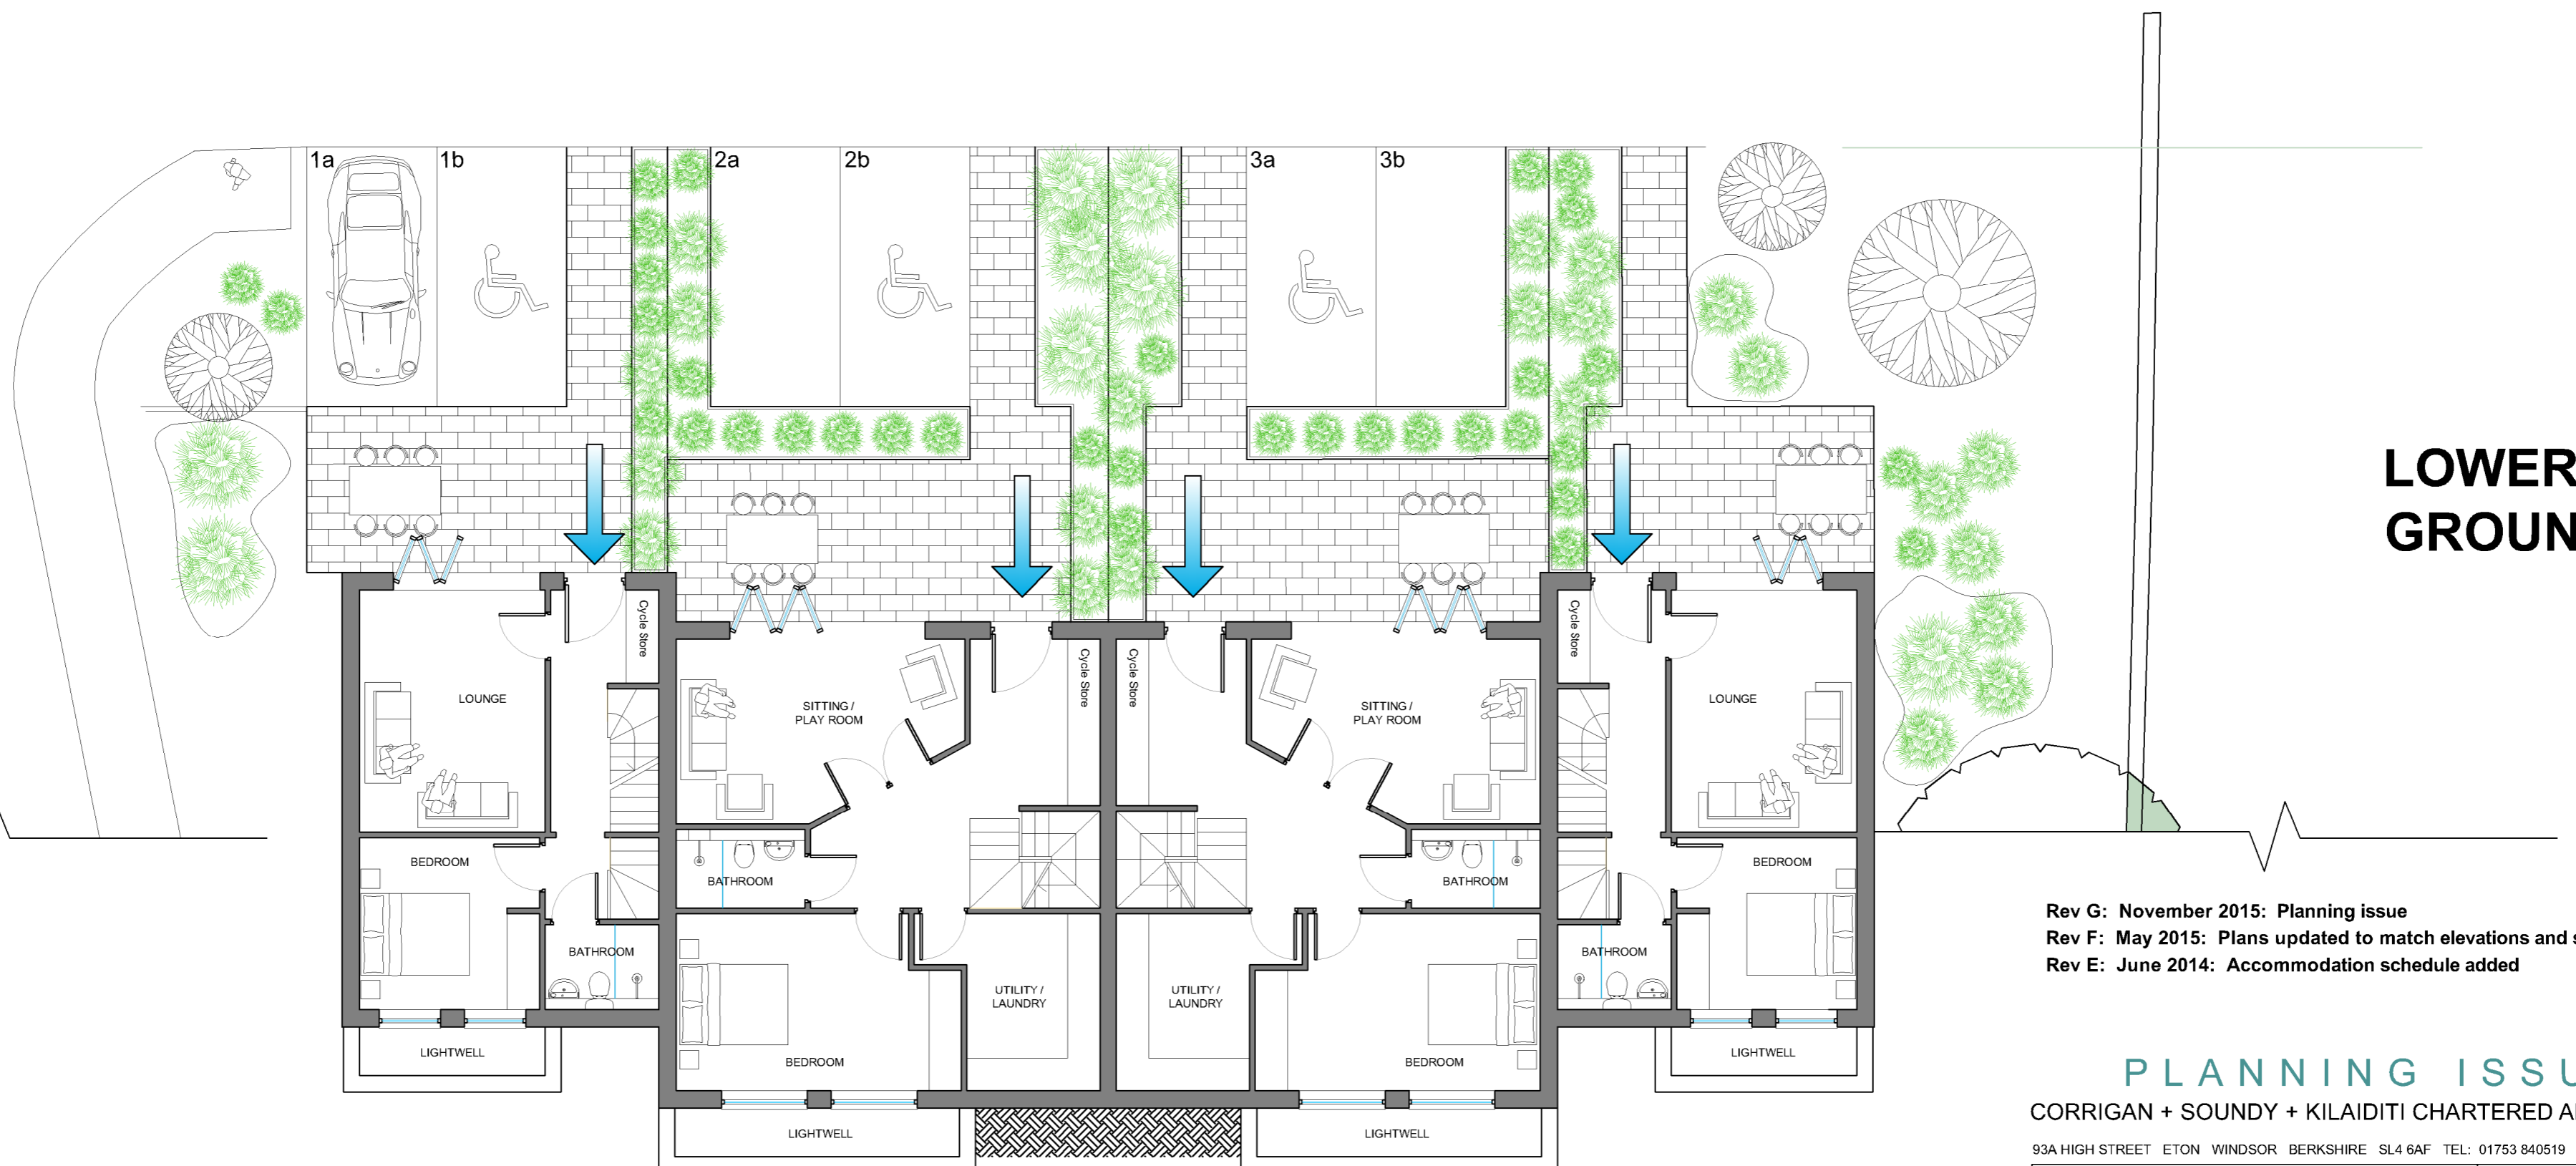 1a
1b
2a
2b
3a
3b
LOWER
GROUN
Cycle Store
Cycle Store
Cycle Store
Cycle Store
LOUNGE
SITTING /
PLAY ROOM
SITTING /
PLAY ROOM
LOUNGE
BEDROOM
BATHROOM
BATHROOM
BEDROOM
BATHROOM
BATHROOM
UTILITY /
LAUNDRY
UTILITY /
LAUNDRY
BEDROOM
BEDROOM
LIGHTWELL
LIGHTWELL
LIGHTWELL
LIGHTWELL
Rev G: November 2015: Planning issue
Rev F: May 2015: Plans updated to match elevations and s
Rev E: June 2014: Accommodation schedule added
PLANNING ISSU
CORRIGAN + SOUNDY + KILAIDITI CHARTERED A
93A HIGH STREET ETON WINDSOR BERKSHIRE SL4 6AF TEL: 01753 840519